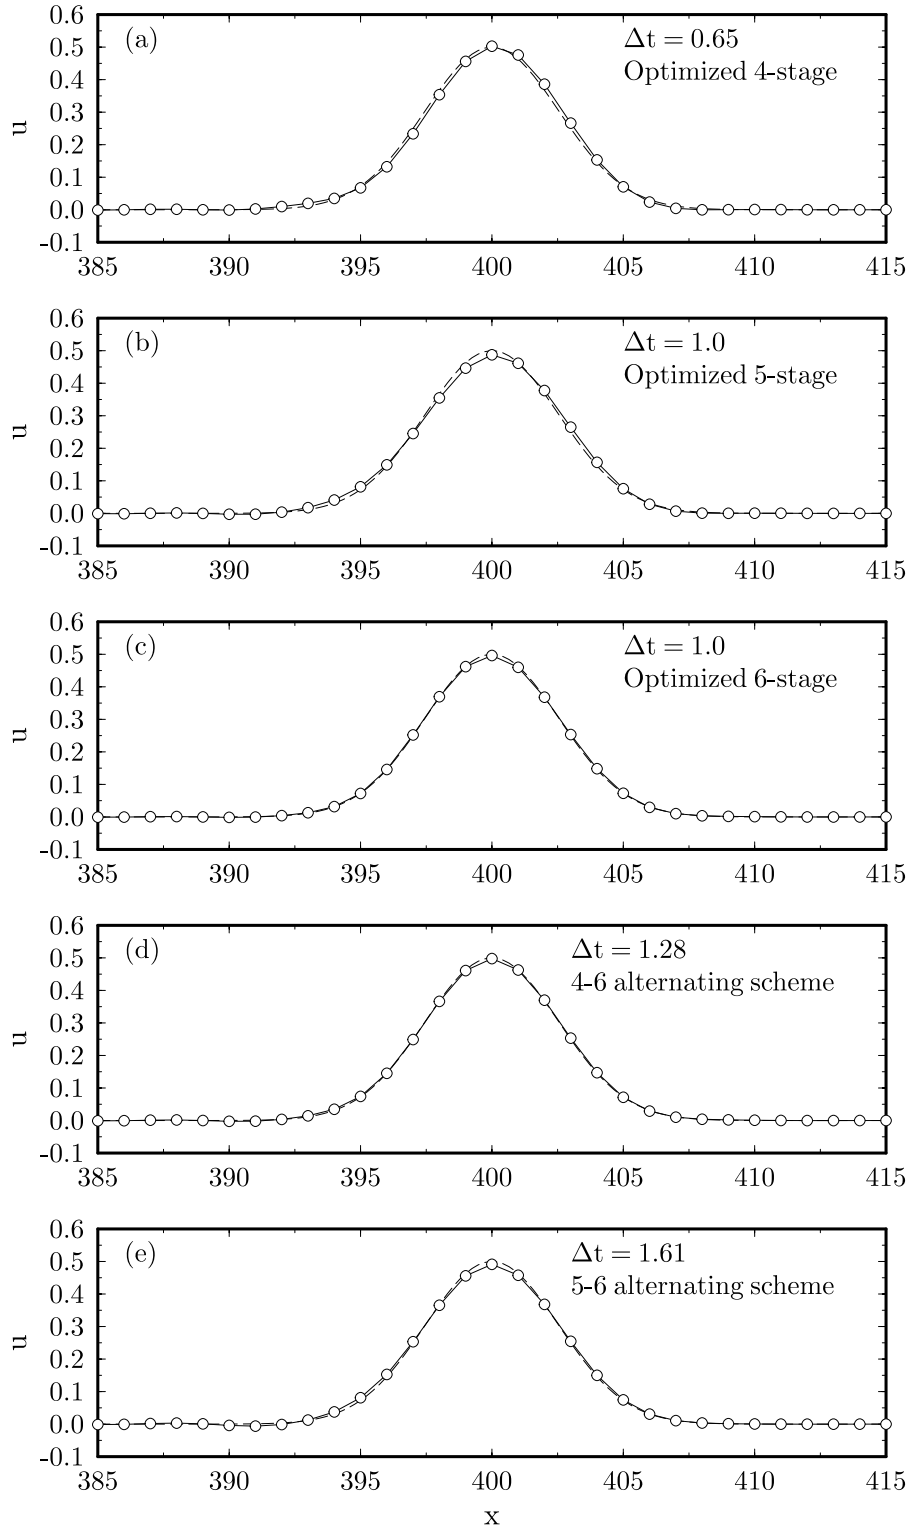 0.6
(a)
Δt = 0.65
0.5
Optimized 4-stage
0.4
0.3
u
0.2
0.1
0.0
-0.1
385 390 395 400 405 410 415
0.6
(b)
Δt = 1.0
0.5
Optimized 5-stage
0.4
0.3
u
0.2
0.1
0.0
-0.1
385 390 395 400 405 410 415
0.6
(c)
Δt = 1.0
0.5
Optimized 6-stage
0.4
0.3
u
0.2
0.1
0.0
-0.1
385 390 395 400 405 410 415
0.6
(d)
Δt = 1.28
0.5
4-6 alternating scheme
0.4
0.3
u
0.2
0.1
0.0
-0.1
385 390 395 400 405 410 415
0.6
(e)
Δt = 1.61
0.5
5-6 alternating scheme
0.4
0.3
u
0.2
0.1
0.0
-0.1
385 390 395 400 405 410 415
x